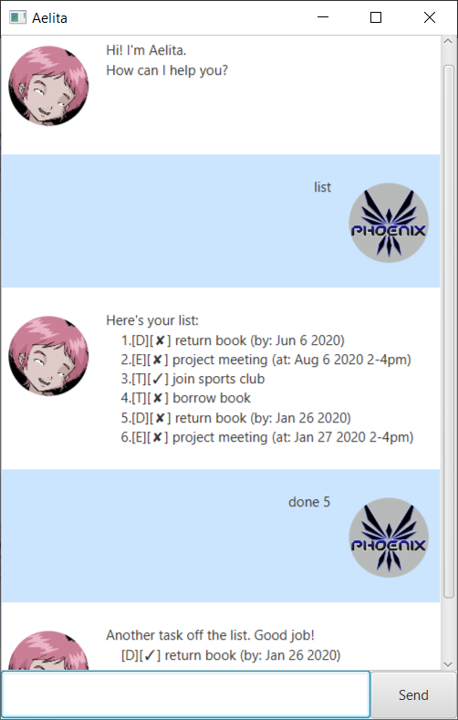 Aelita
Hi! I'm Aelita.
How can I help you?
list
PHOENIX
Here's your list:
1.[D][✘] return book (by: Jun 6 2020)
2.[E][✘] project meeting (at: Aug 6 2020 2-4pm)
3.[T][✓] join sports club
4.[T][✘] borrow book
5.[D][✘] return book (by: Jan 26 2020)
6.[E][✘] project meeting (at: Jan 27 2020 2-4pm)
done 5
PHOENIX
Another task off the list. Good job!
[D][✓] return book (by: Jan 26 2020)
Send